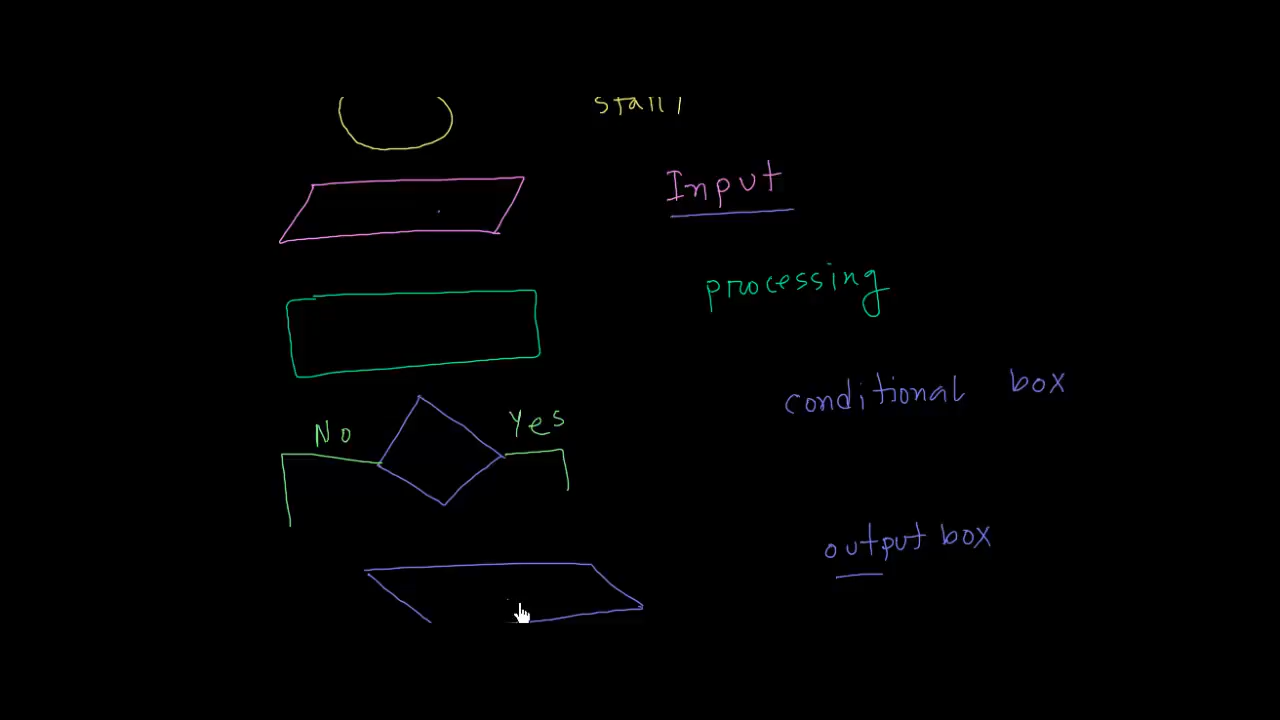 Input
processing
conditional box
No Yes
output box